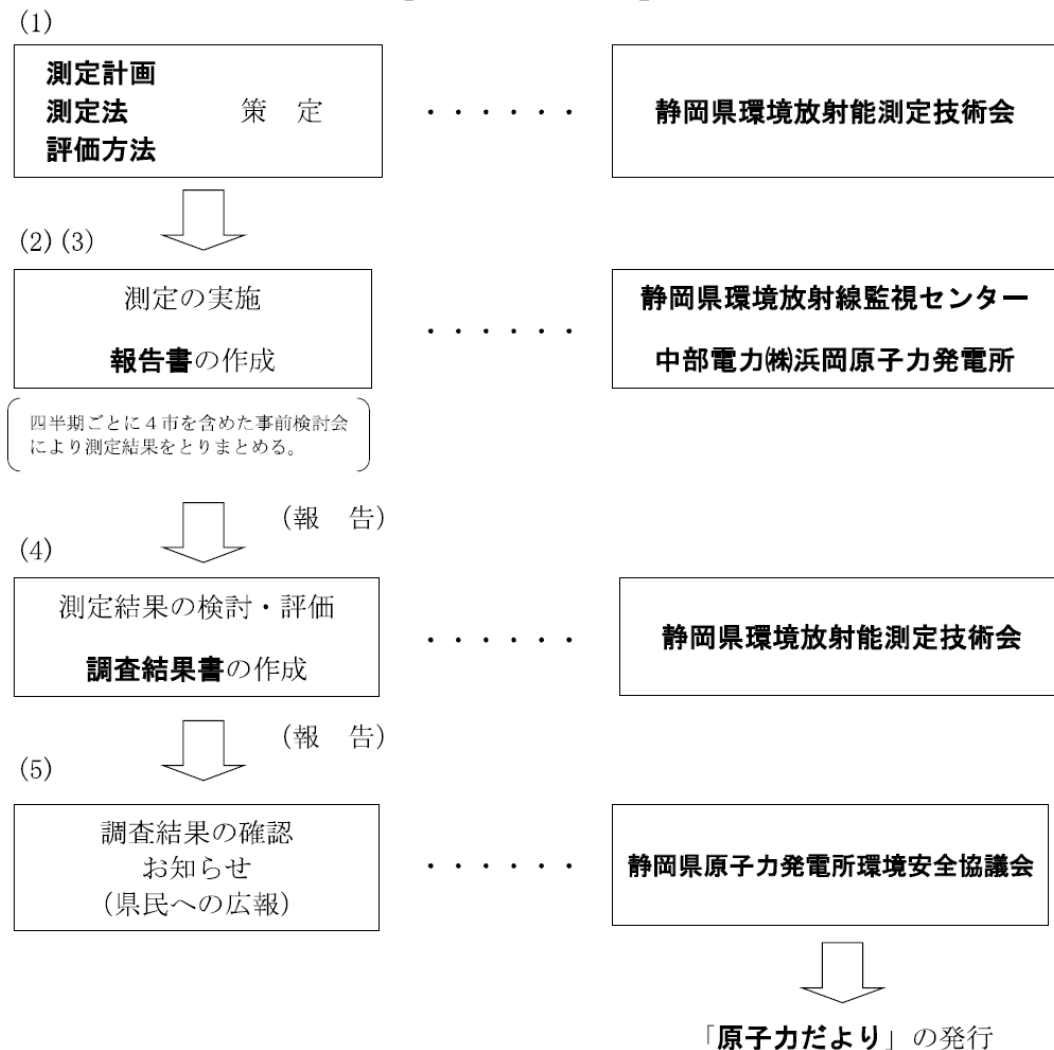 (1)
測定計画
測定法 策 定 ・・・・・・ 静岡県環境放射能測定技術会
評価方法
(2)(3)
測定の実施
報告書の作成
・・・・・・
静岡県環境放射線監視センター
中部電力㈱浜岡原子力発電所
四半期ごとに4市を含めた事前検討会
により測定結果をとりまとめる。
(報 告)
(4)
測定結果の検討・評価
調査結果書の作成
・・・・・・
静岡県環境放射能測定技術会
(報 告)
(5)
調査結果の確認
お知らせ
(県民への広報)
・・・・・・
静岡県原子力発電所環境安全協議会
「原子力だより」の発行